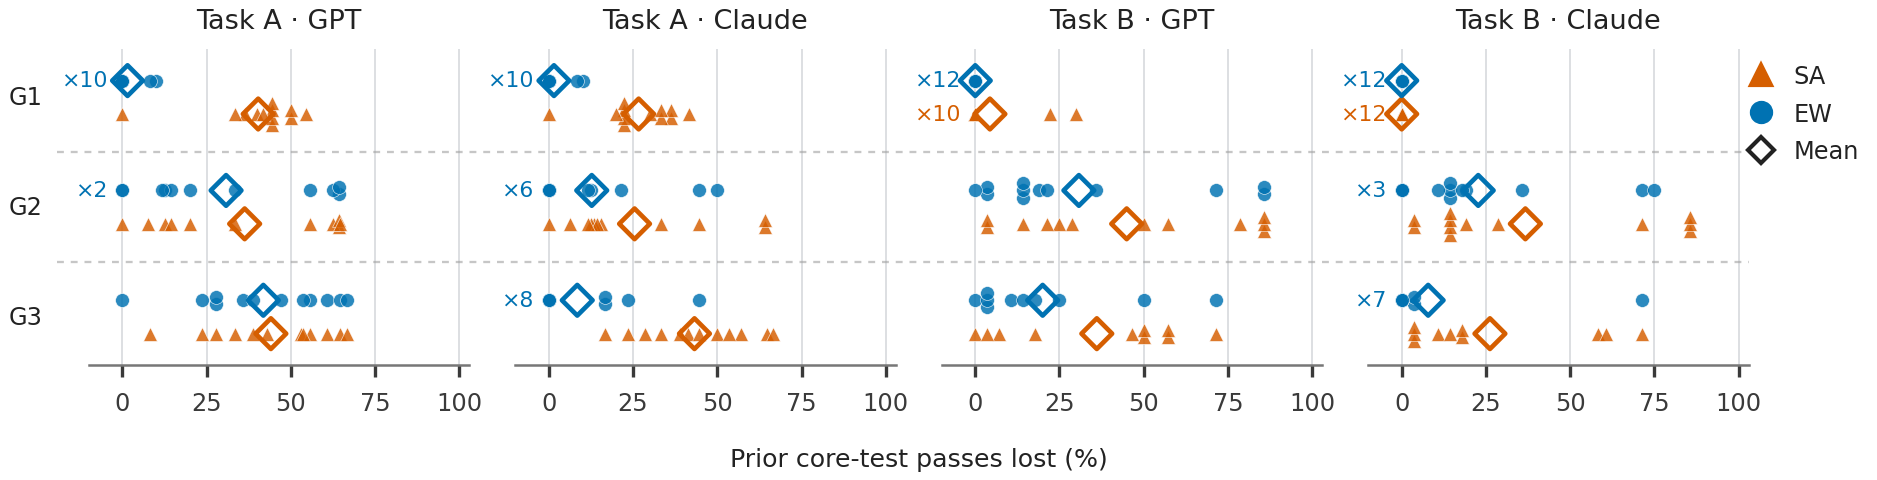 Task A · GPT
Task A · Claude
Task B · GPT
Task B · Claude
G1
×10
×10
×12
×10
×12
×12
G2
×2
×6
×3
G3
×8
×7
0 25 50 75 100
0 25 50 75 100
0 25 50 75 100
0 25 50 75 100
Prior core-test passes lost (%)
SA
EW
Mean